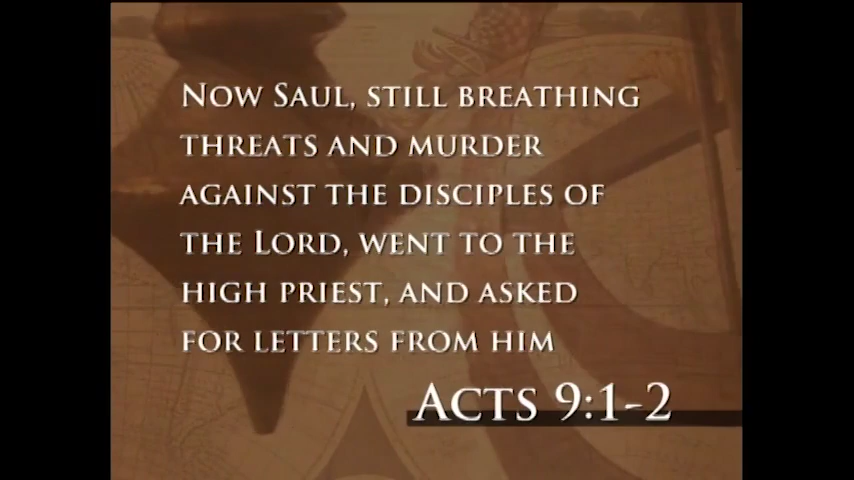 Now Saul, still breathing
threats and murder
against the disciples of
the Lord, went to the
high priest, and asked
for letters from him
Acts 9:1-2